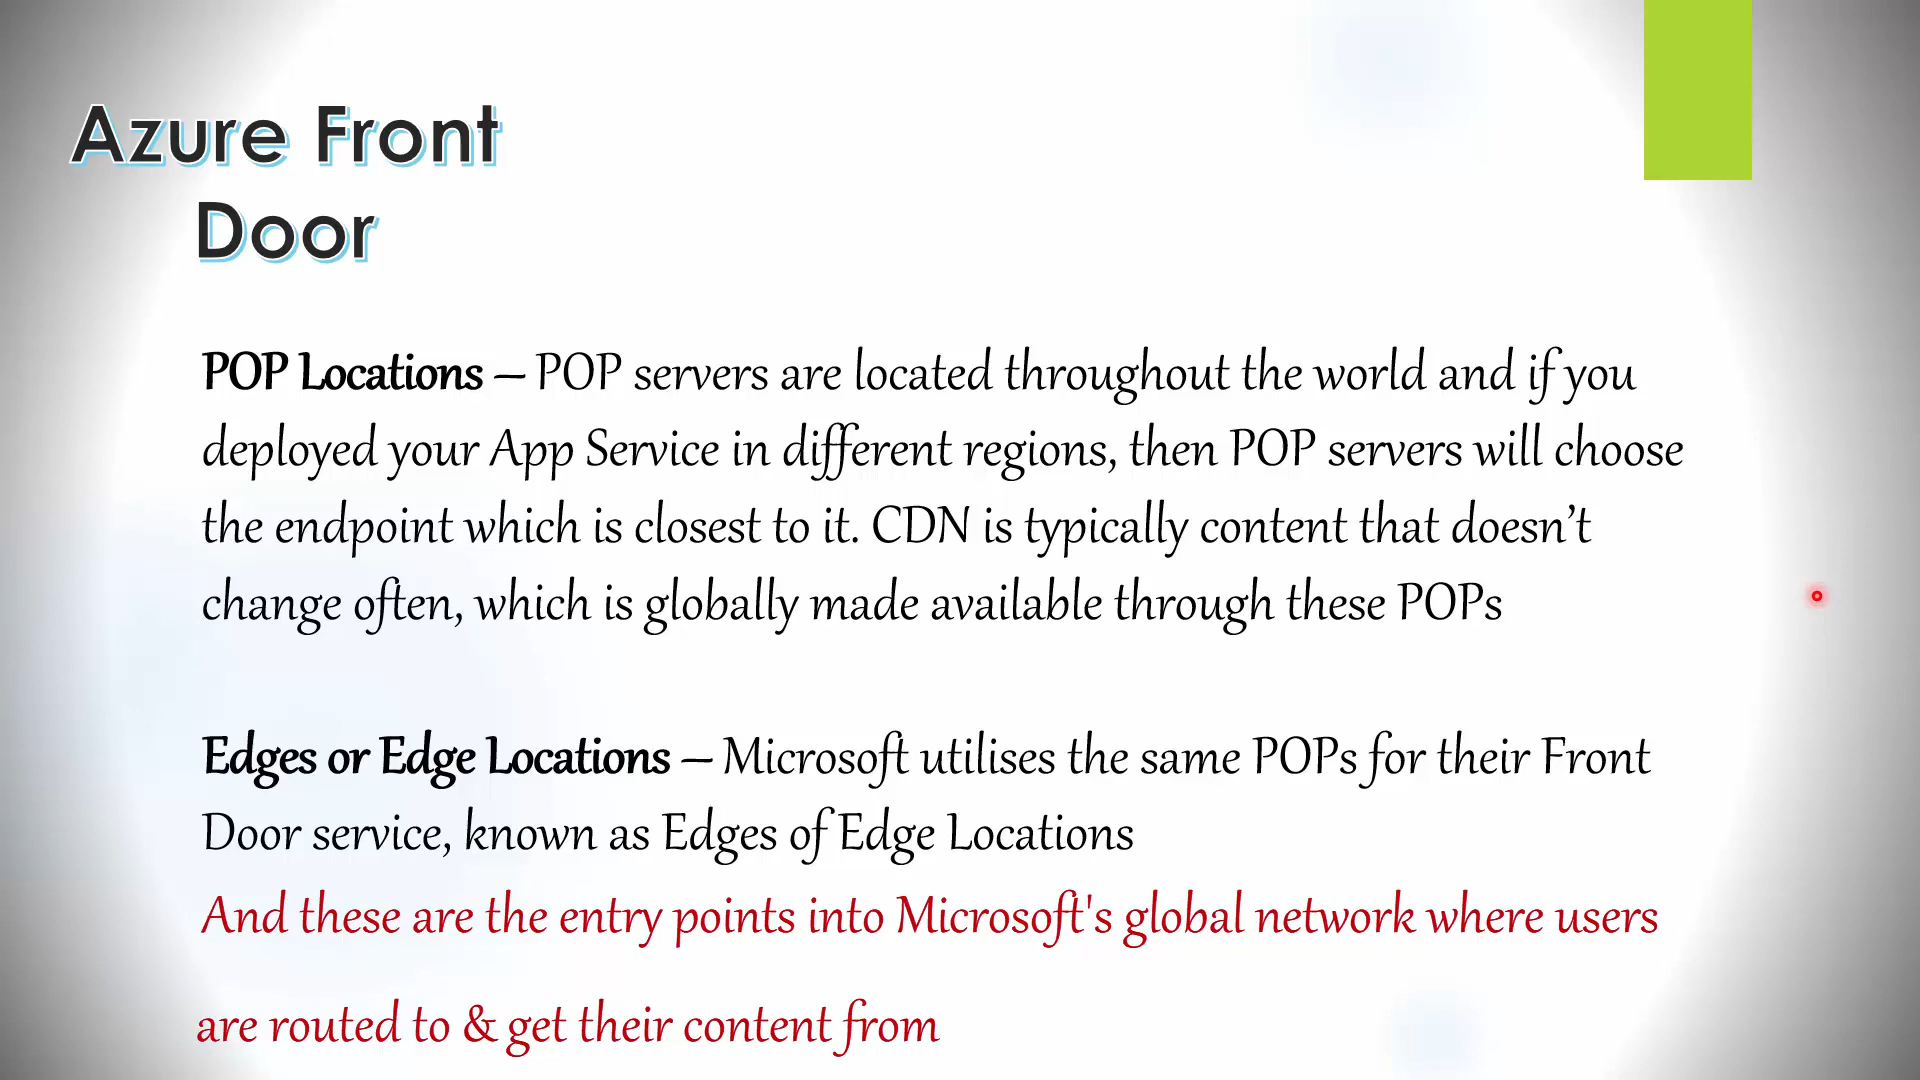 Azure Front
Door
POP Locations – POP servers are located throughout the world and if you
deployed your App Service in different regions, then POP servers will choose
the endpoint which is closest to it. CDN is typically content that doesn’t
change often, which is globally made available through these POPs
Edges or Edge Locations – Microsoft utilises the same POPs for their Front
Door service, known as Edges of Edge Locations
And these are the entry points into Microsoft's global network where users
are routed to & get their content from